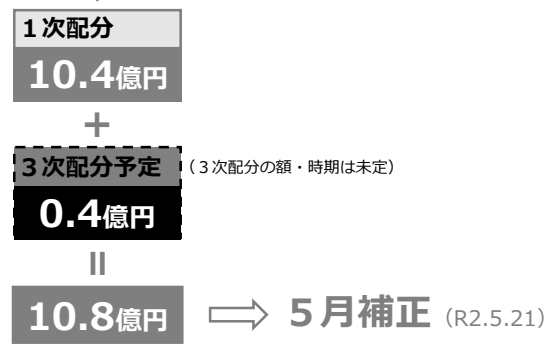 １次配分
10.4億円
＋
３次配分予定 （３次配分の額・時期は未定）
0.4億円
＝
10.8億円 ⇨ ５月補正（R2.5.21）